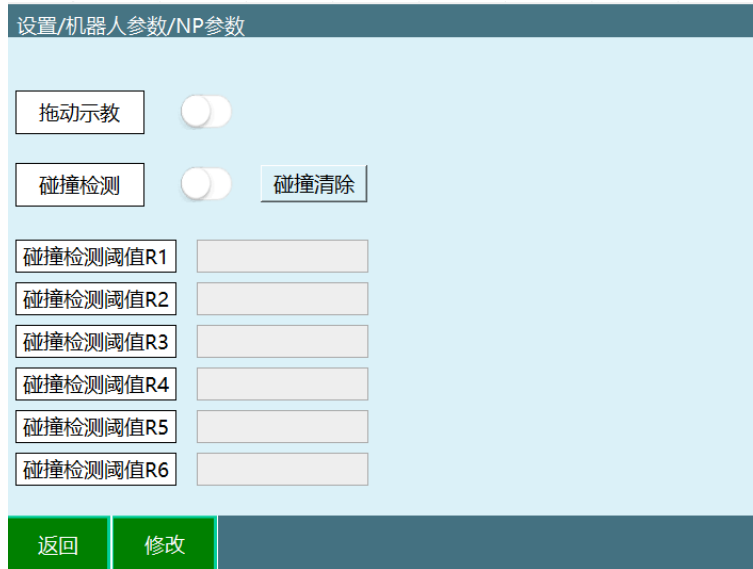 设置/机器人参数/NP参数
拖动示教
碰撞检测 碰撞清除
碰撞检测阈值R1
碰撞检测阈值R2
碰撞检测阈值R3
碰撞检测阈值R4
碰撞检测阈值R5
碰撞检测阈值R6
返回 修改